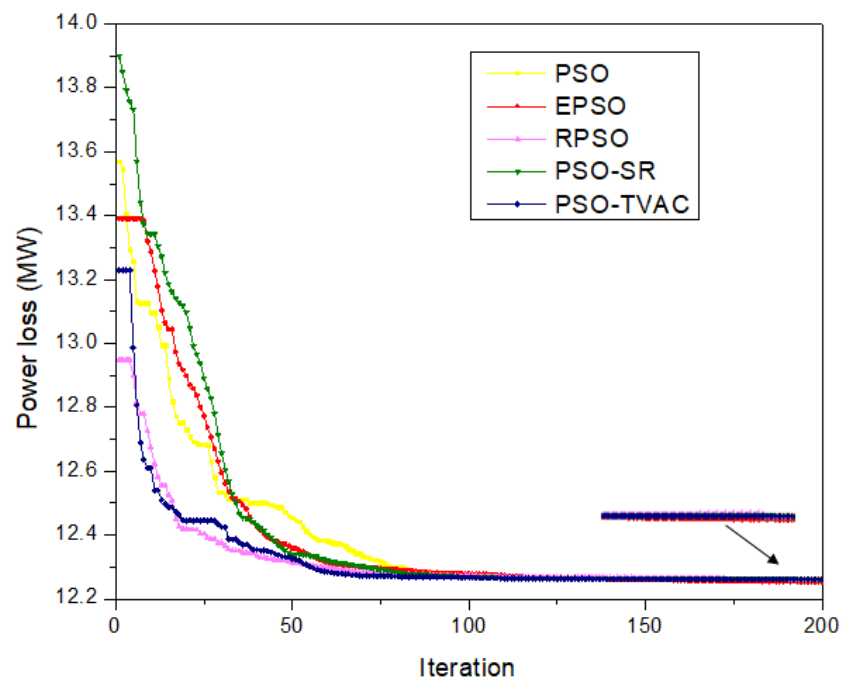 14.0
13.8
13.6
13.4
13.2
13.0
12.8
12.6
12.4
12.2
Power loss (MW)
PSO
EPSO
RPSO
PSO-SR
PSO-TVAC
0
50
100
150
200
Iteration